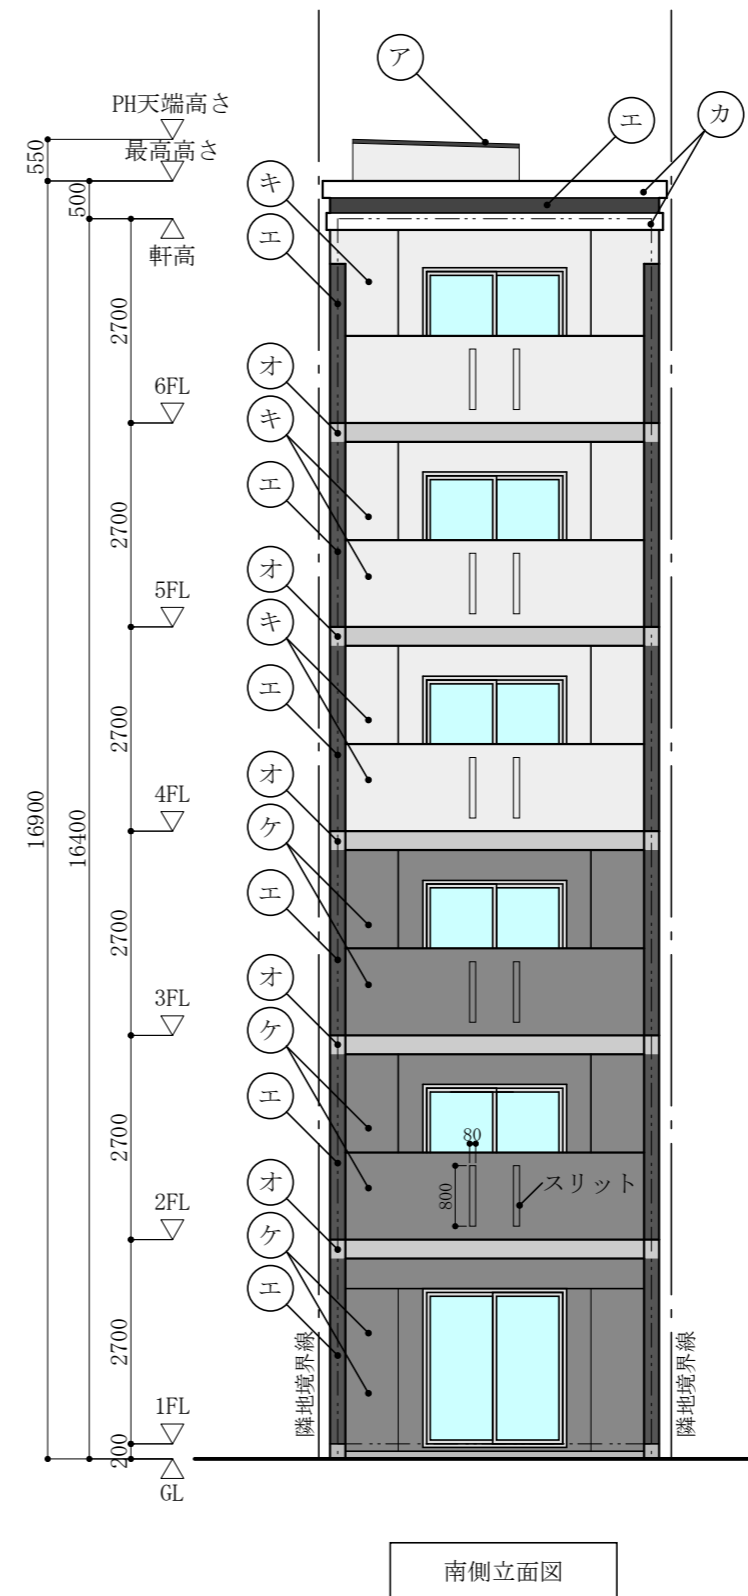 ア
PH天端高さ
エ
カ
550
最高高さ
キ
500
エ
軒高
2700
オ
6FL
キ
エ
2700
オ
5FL
キ
エ
2700
オ
4FL
16900
16400
ケ
エ
2700
オ
3FL
ケ
エ
80
2700
800
スリット
オ
2FL
ケ
エ
2700
隣地境界線
隣地境界線
1FL
200
GL
南側立面図